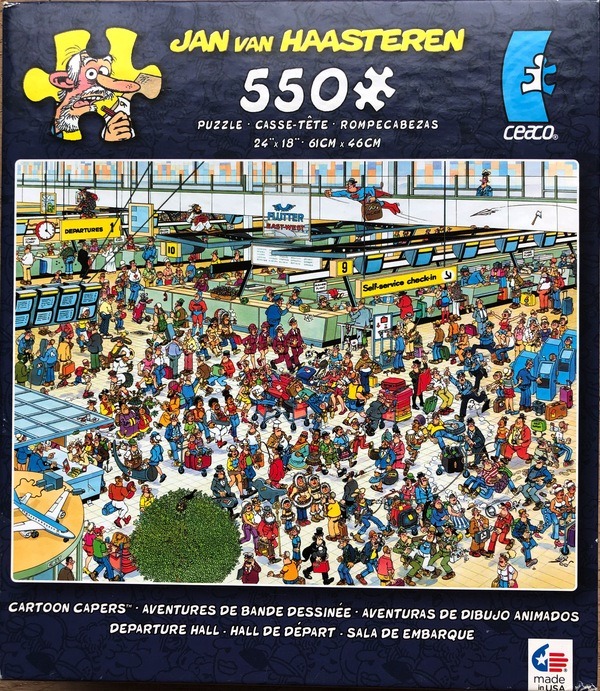 JAN VAN HAASTEREN
550
PUZZLE · CASSE-TÊTE · ROMPECABEZAS
24"x 18" · 61CM x 46CM
ceaco®
FLUTTER
EAST-WEST
DEPARTURES 1
10
9
Self-service check-in
8
CARTOON CAPERS™ · AVENTURES DE BANDE DESSINÉE · AVENTURAS DE DIBUJO ANIMADOS
DEPARTURE HALL · HALL DE DÉPART · SALA DE EMBARQUE
made
in USA